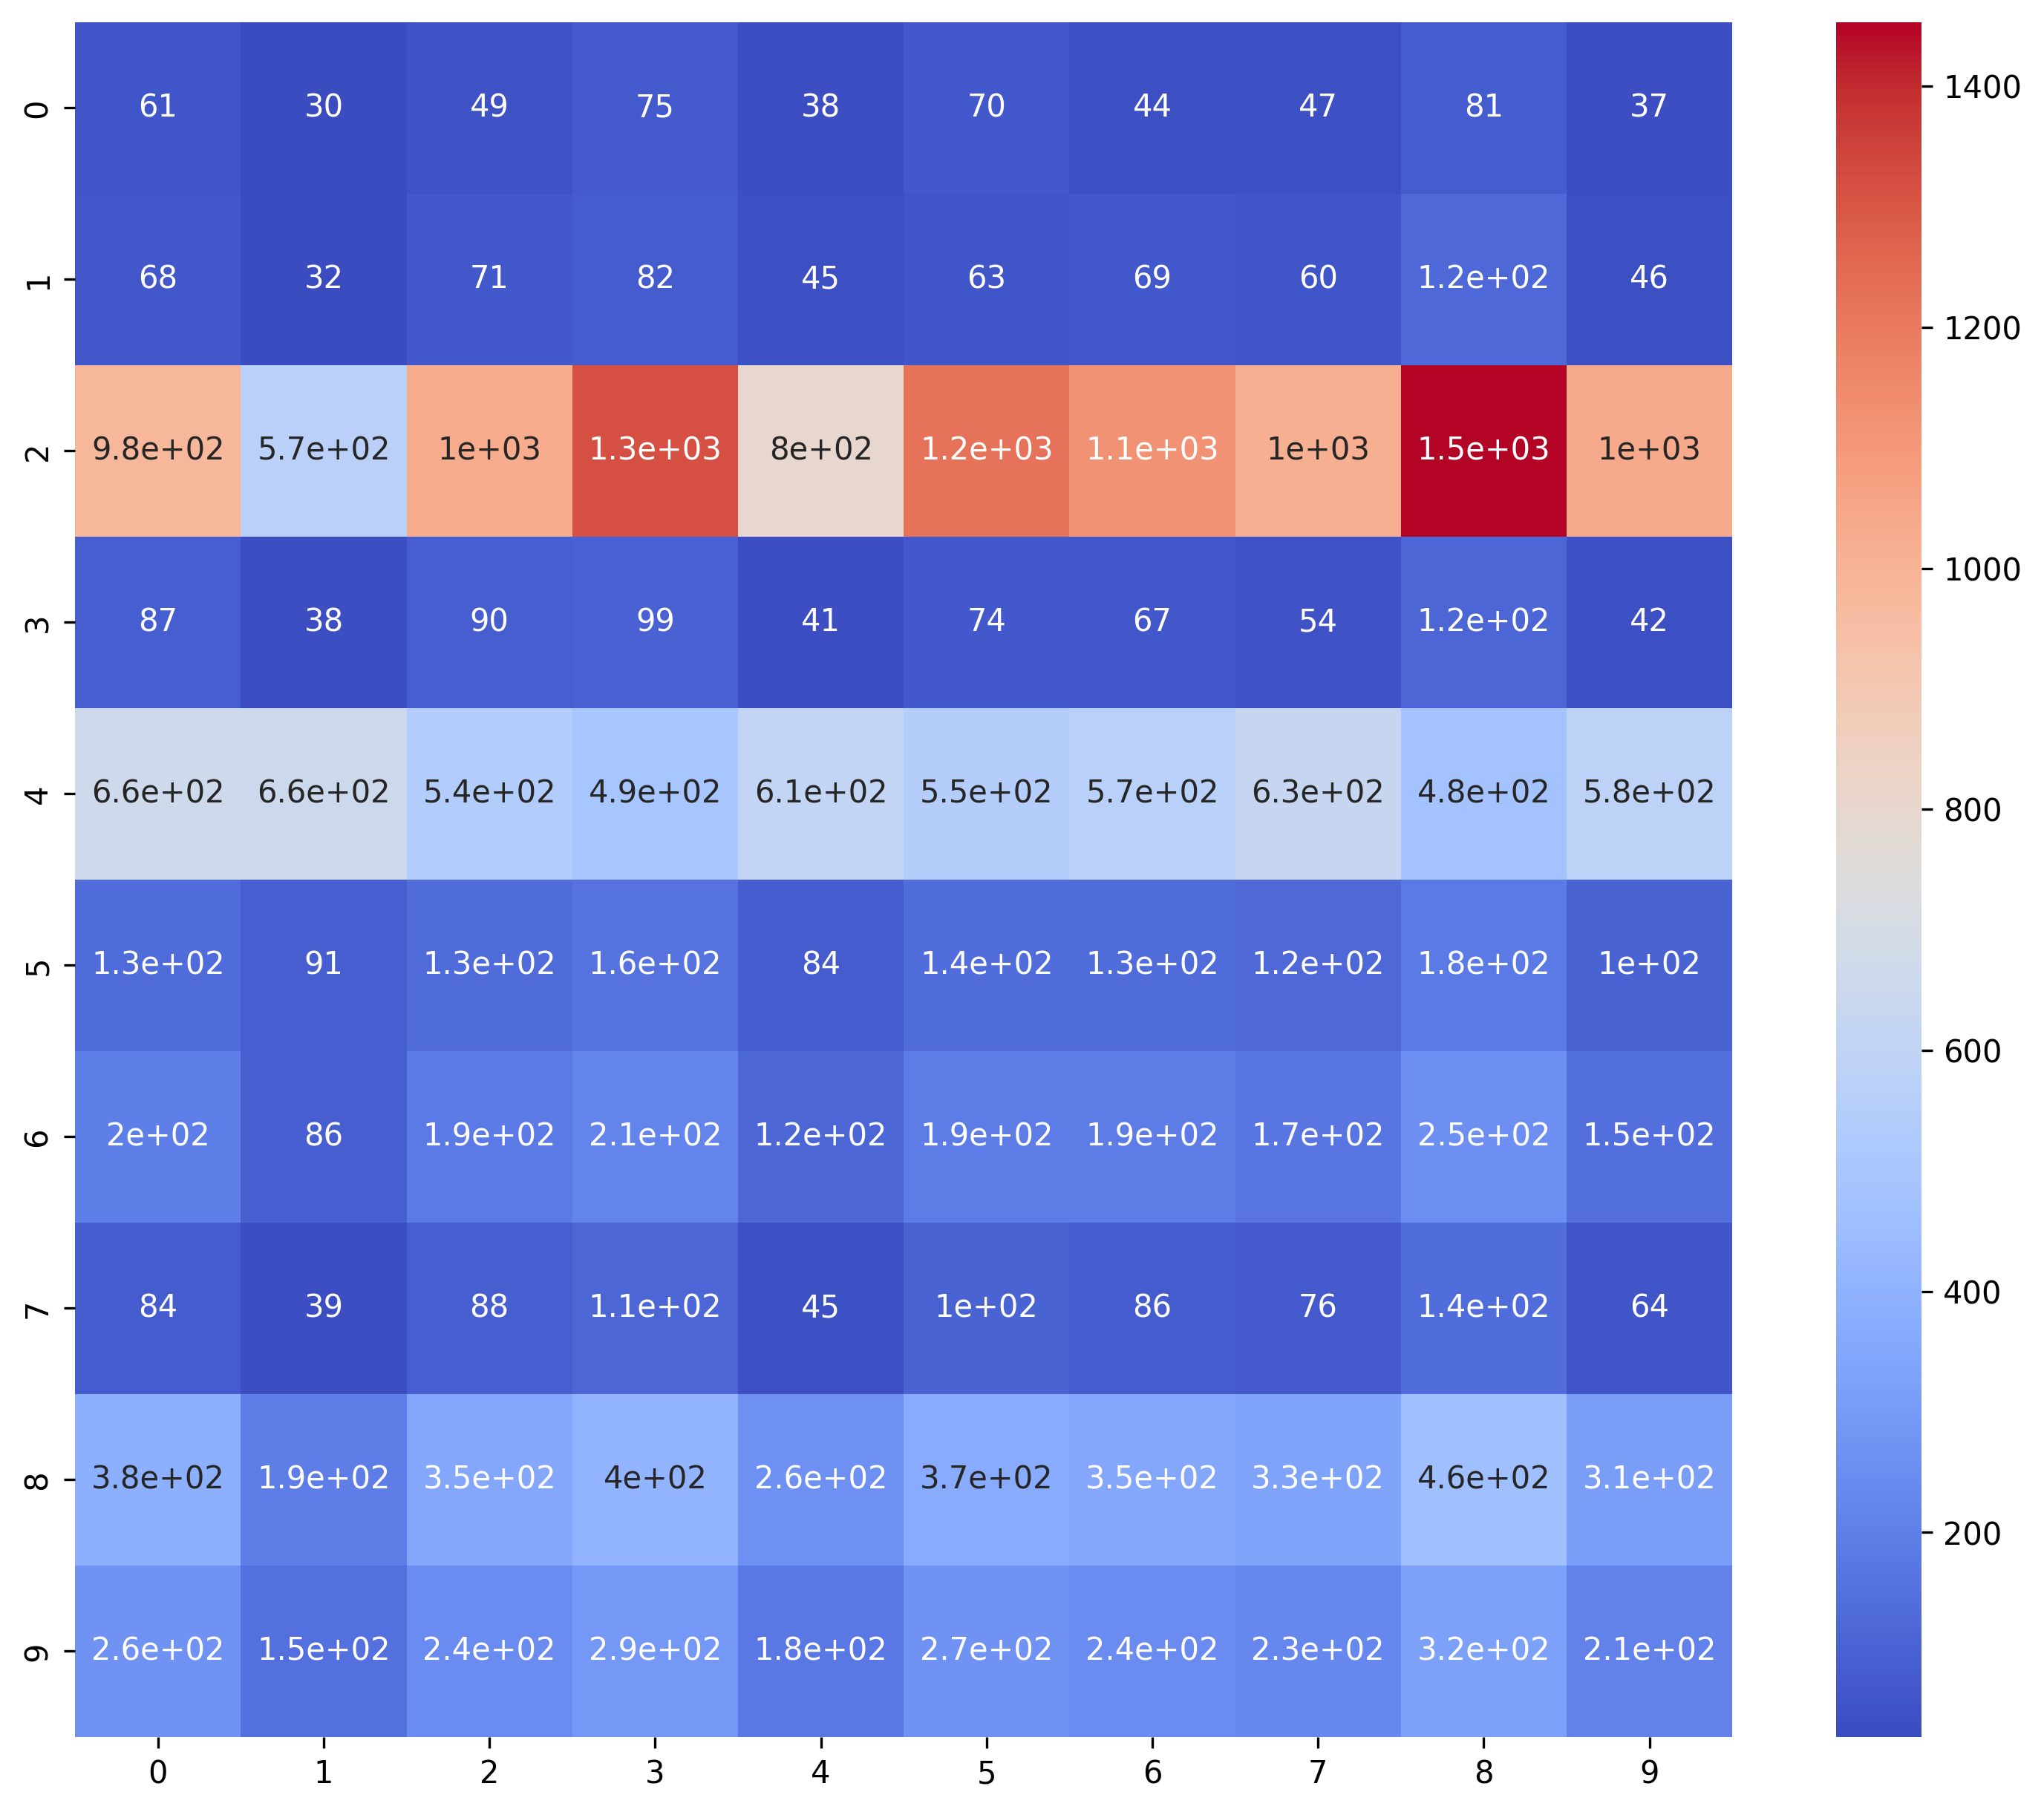 0 61 30 49 75 38 70 44 47 81 37
1 68 32 71 82 45 63 69 60 1.2e+02 46
2 9.8e+02 5.7e+02 1e+03 1.3e+03 8e+02 1.2e+03 1.1e+03 1e+03 1.5e+03 1e+03
3 87 38 90 99 41 74 67 54 1.2e+02 42
4 6.6e+02 6.6e+02 5.4e+02 4.9e+02 6.1e+02 5.5e+02 5.7e+02 6.3e+02 4.8e+02 5.8e+02
5 1.3e+02 91 1.3e+02 1.6e+02 84 1.4e+02 1.3e+02 1.2e+02 1.8e+02 1e+02
6 2e+02 86 1.9e+02 2.1e+02 1.2e+02 1.9e+02 1.9e+02 1.7e+02 2.5e+02 1.5e+02
7 84 39 88 1.1e+02 45 1e+02 86 76 1.4e+02 64
8 3.8e+02 1.9e+02 3.5e+02 4e+02 2.6e+02 3.7e+02 3.5e+02 3.3e+02 4.6e+02 3.1e+02
9 2.6e+02 1.5e+02 2.4e+02 2.9e+02 1.8e+02 2.7e+02 2.4e+02 2.3e+02 3.2e+02 2.1e+02
0 1 2 3 4 5 6 7 8 9
1400
1200
1000
800
600
400
200